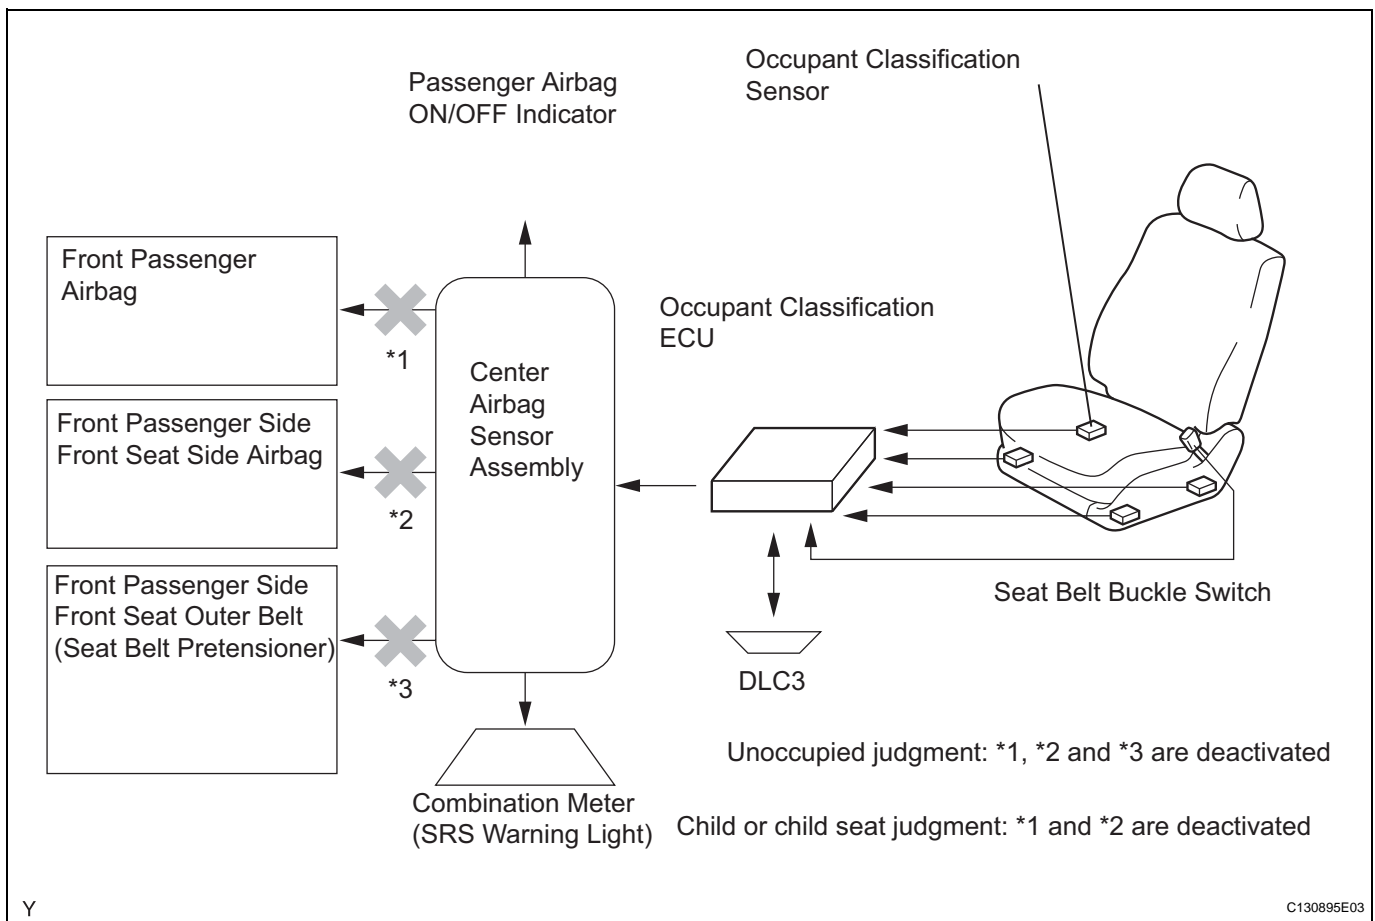 Occupant Classification
Sensor
Passenger Airbag
ON/OFF Indicator
Front Passenger
Airbag
*1
Occupant Classification
ECU
Center
Airbag
Sensor
Assembly
Front Passenger Side
Front Seat Side Airbag
*2
Front Passenger Side
Front Seat Outer Belt
(Seat Belt Pretensioner)
*3
Seat Belt Buckle Switch
DLC3
Unoccupied judgment: *1, *2 and *3 are deactivated
Combination Meter
(SRS Warning Light)
Child or child seat judgment: *1 and *2 are deactivated
Y
C130895E03